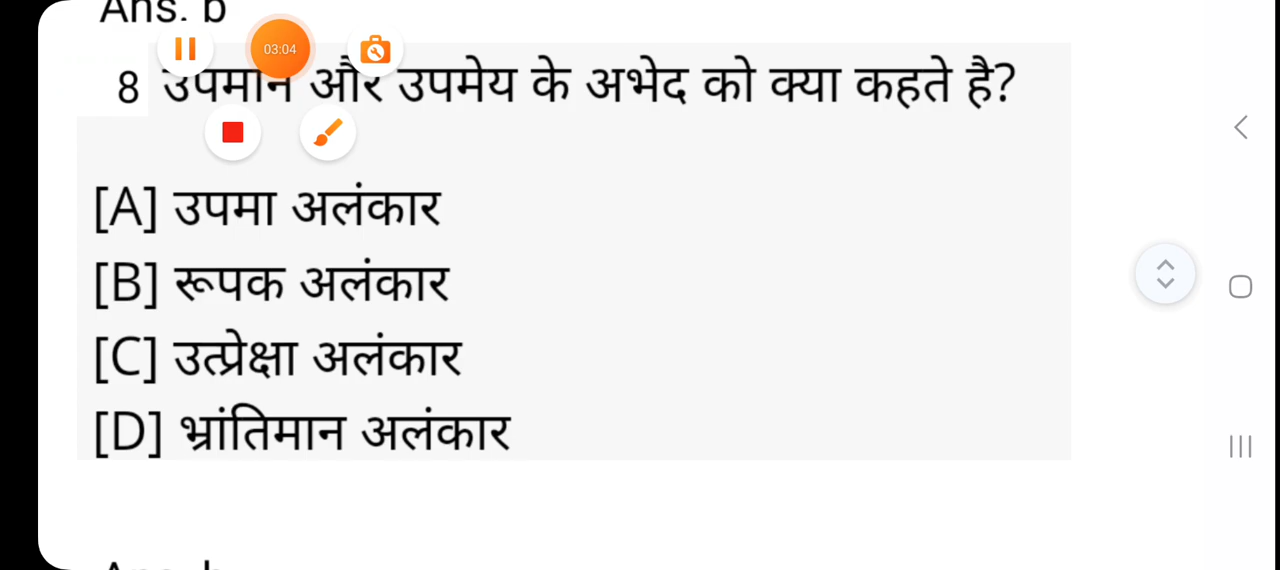 Ans. b
03:04
8 उपमान और उपमेय के अभेद को क्या कहते है?
[A] उपमा अलंकार
[B] रूपक अलंकार
[C] उत्प्रेक्षा अलंकार
[D] भ्रांतिमान अलंकार